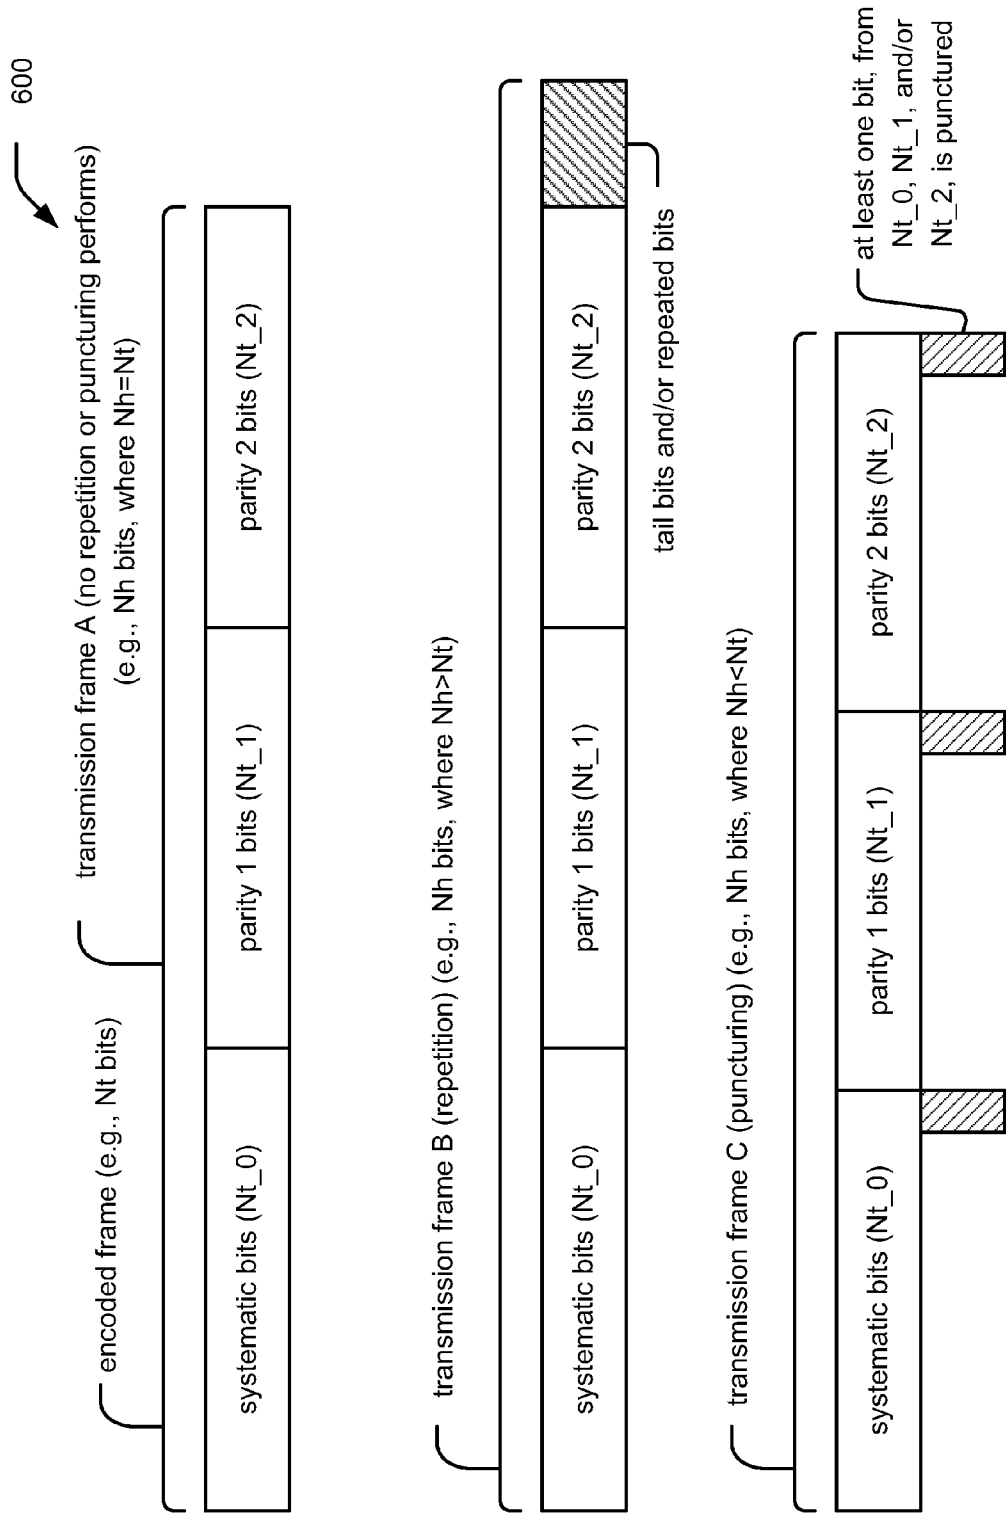 600
encoded frame (e.g., Nt bits)
transmission frame A (no repetition or puncturing performs)
(e.g., Nh bits, where Nh=Nt)
systematic bits (Nt_0)
parity 1 bits (Nt_1)
parity 2 bits (Nt_2)
transmission frame B (repetition) (e.g., Nh bits, where Nh>Nt)
systematic bits (Nt_0)
parity 1 bits (Nt_1)
parity 2 bits (Nt_2)
tail bits and/or repeated bits
transmission frame C (puncturing) (e.g., Nh bits, where Nh<Nt)
systematic bits (Nt_0)
parity 1 bits (Nt_1)
parity 2 bits (Nt_2)
at least one bit, from
Nt_0, Nt_1, and/or
Nt_2, is punctured